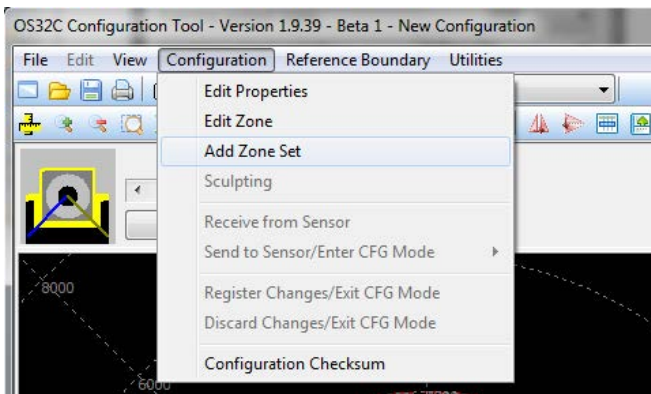 OS32C Configuration Tool - Version 1.9.39 - Beta 1 - New Configuration
File Edit View Configuration Reference Boundary Utilities
Edit Properties
Edit Zone
Add Zone Set
Sculpting
Receive from Sensor
Send to Sensor/Enter CFG Mode
Register Changes/Exit CFG Mode
Discard Changes/Exit CFG Mode
Configuration Checksum
8000